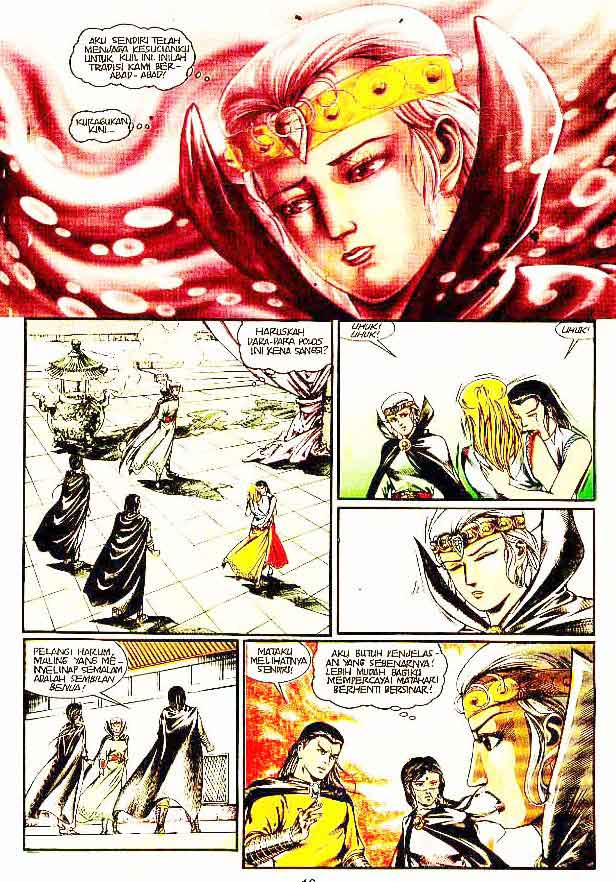 AKU SENDIRI TELAH
MENJAGA KESUCIANKU
UNTUK KUIL INI. INILAH
TRADISI KAMI BER-
ABAD-ABAD!
KURAGUKAN,
KINI...
HARUSKAH
DARA-DARA POLOS
INI KENA SANGSI?
UHUK!
UHUK!
UHUK!
PELANGI HARUM,
MALING YANG ME-
NYELINAP SEMALAM
ADALAH SEMBILAN
BENUA!
MATAKU
MELIHATNYA
SENDIRI!
AKU BUTUH PENJELAS
AN YANG SEBENARNYA!
LEBIH MUDAH BAGIKU
MEMPERCAYAI MATAHARI
BERHENTI BERSINAR!